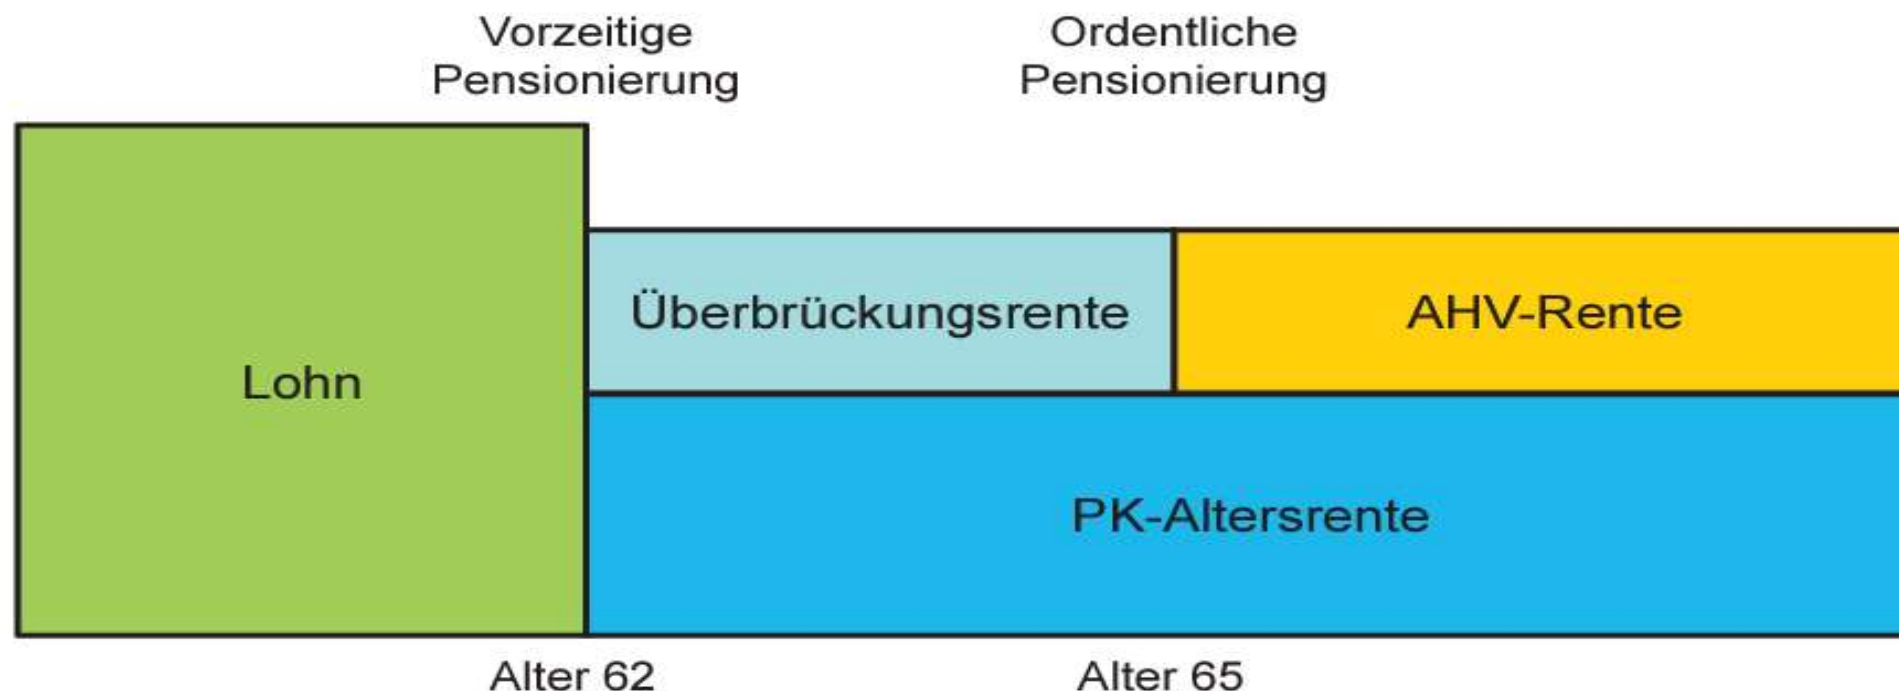 Vorzeitige
Pensionierung
Ordentliche
Pensionierung
Lohn
Überbrückungsrente
AHV-Rente
PK-Altersrente
Alter 62
Alter 65